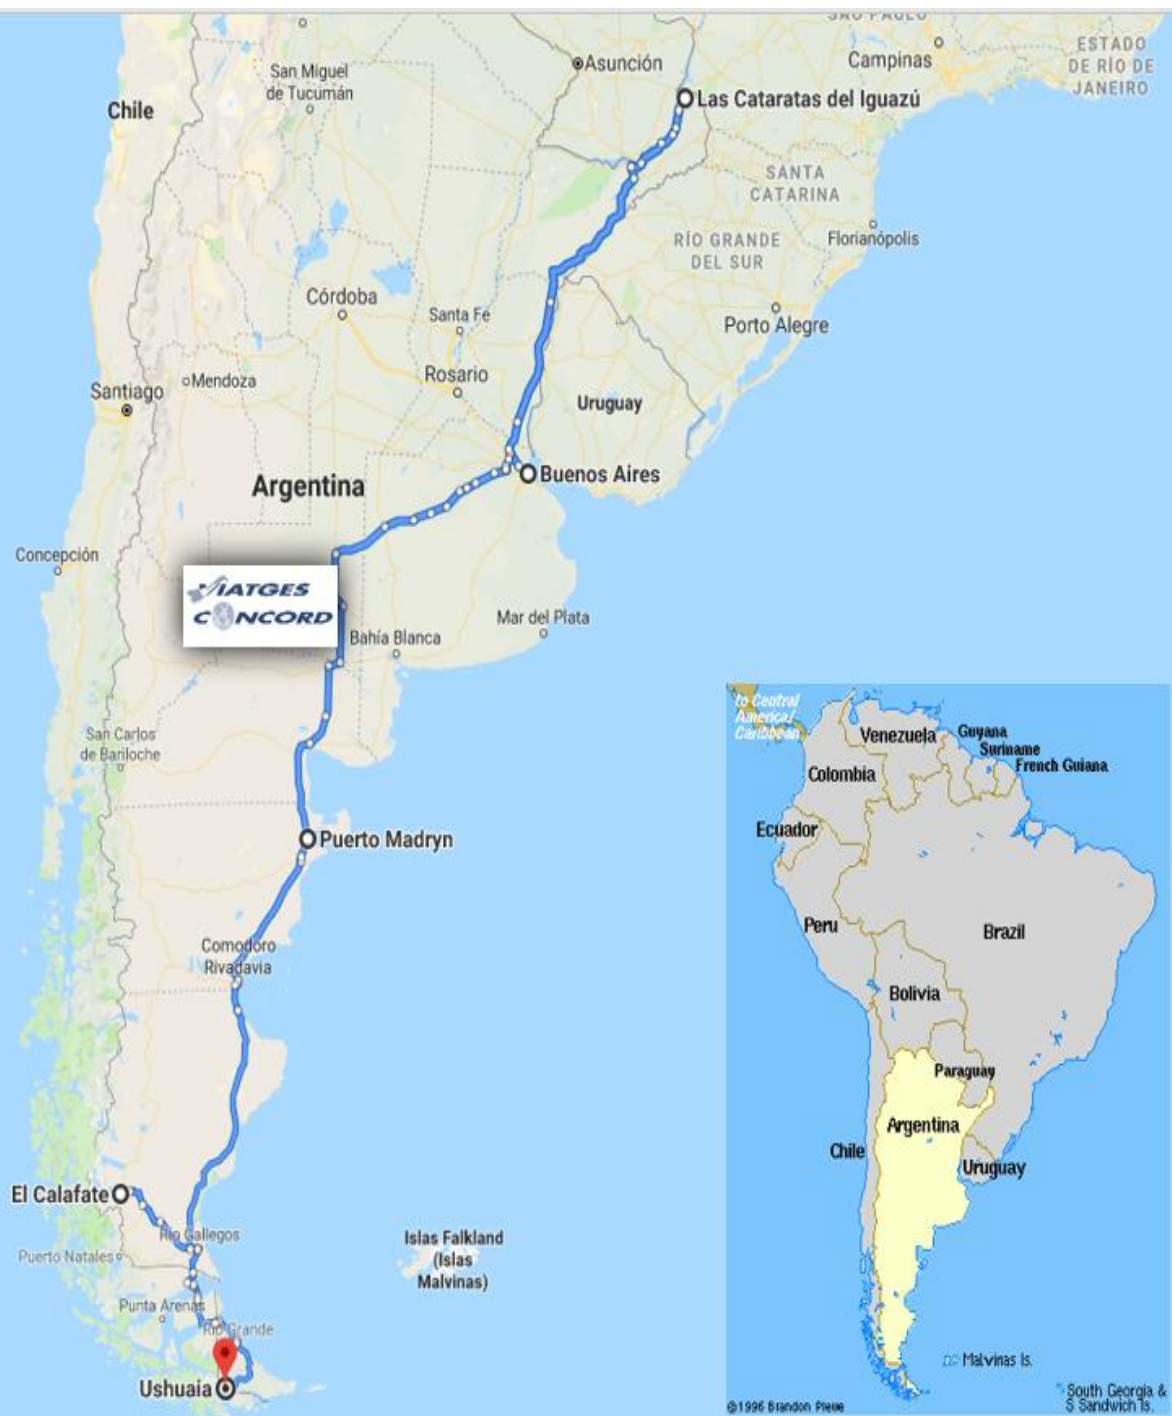 SAO PAULO
ESTADO
DE RÍO DE
JANEIRO
Campinas
Asunción
San Miguel
de Tucumán
Chile
Las Cataratas del Iguazú
SANTA
CATARINA
RÍO GRANDE
DEL SUR
Florianópolis
Córdoba
Santa Fe
Porto Alegre
Mendoza
Rosario
Santiago
Uruguay
Buenos Aires
Argentina
Concepción
VIATGES
CONCORD
Mar del Plata
Bahía Blanca
San Carlos
de Bariloche
Puerto Madryn
Comodoro
Rivadavia
El Calafate
Río Gallegos
Puerto Natales
Islas Falkland
(Islas
Malvinas)
Punta Arenas
Río Grande
Ushuaia
to Central
America/
Caribbean
Venezuela
Guyana
Suriname
French Guiana
Colombia
Ecuador
Peru
Brazil
Bolivia
Paraguay
Argentina
Chile
Uruguay
Malvinas Is.
South Georgia &
S Sandwich Is.
©1996 Brandon Plewe